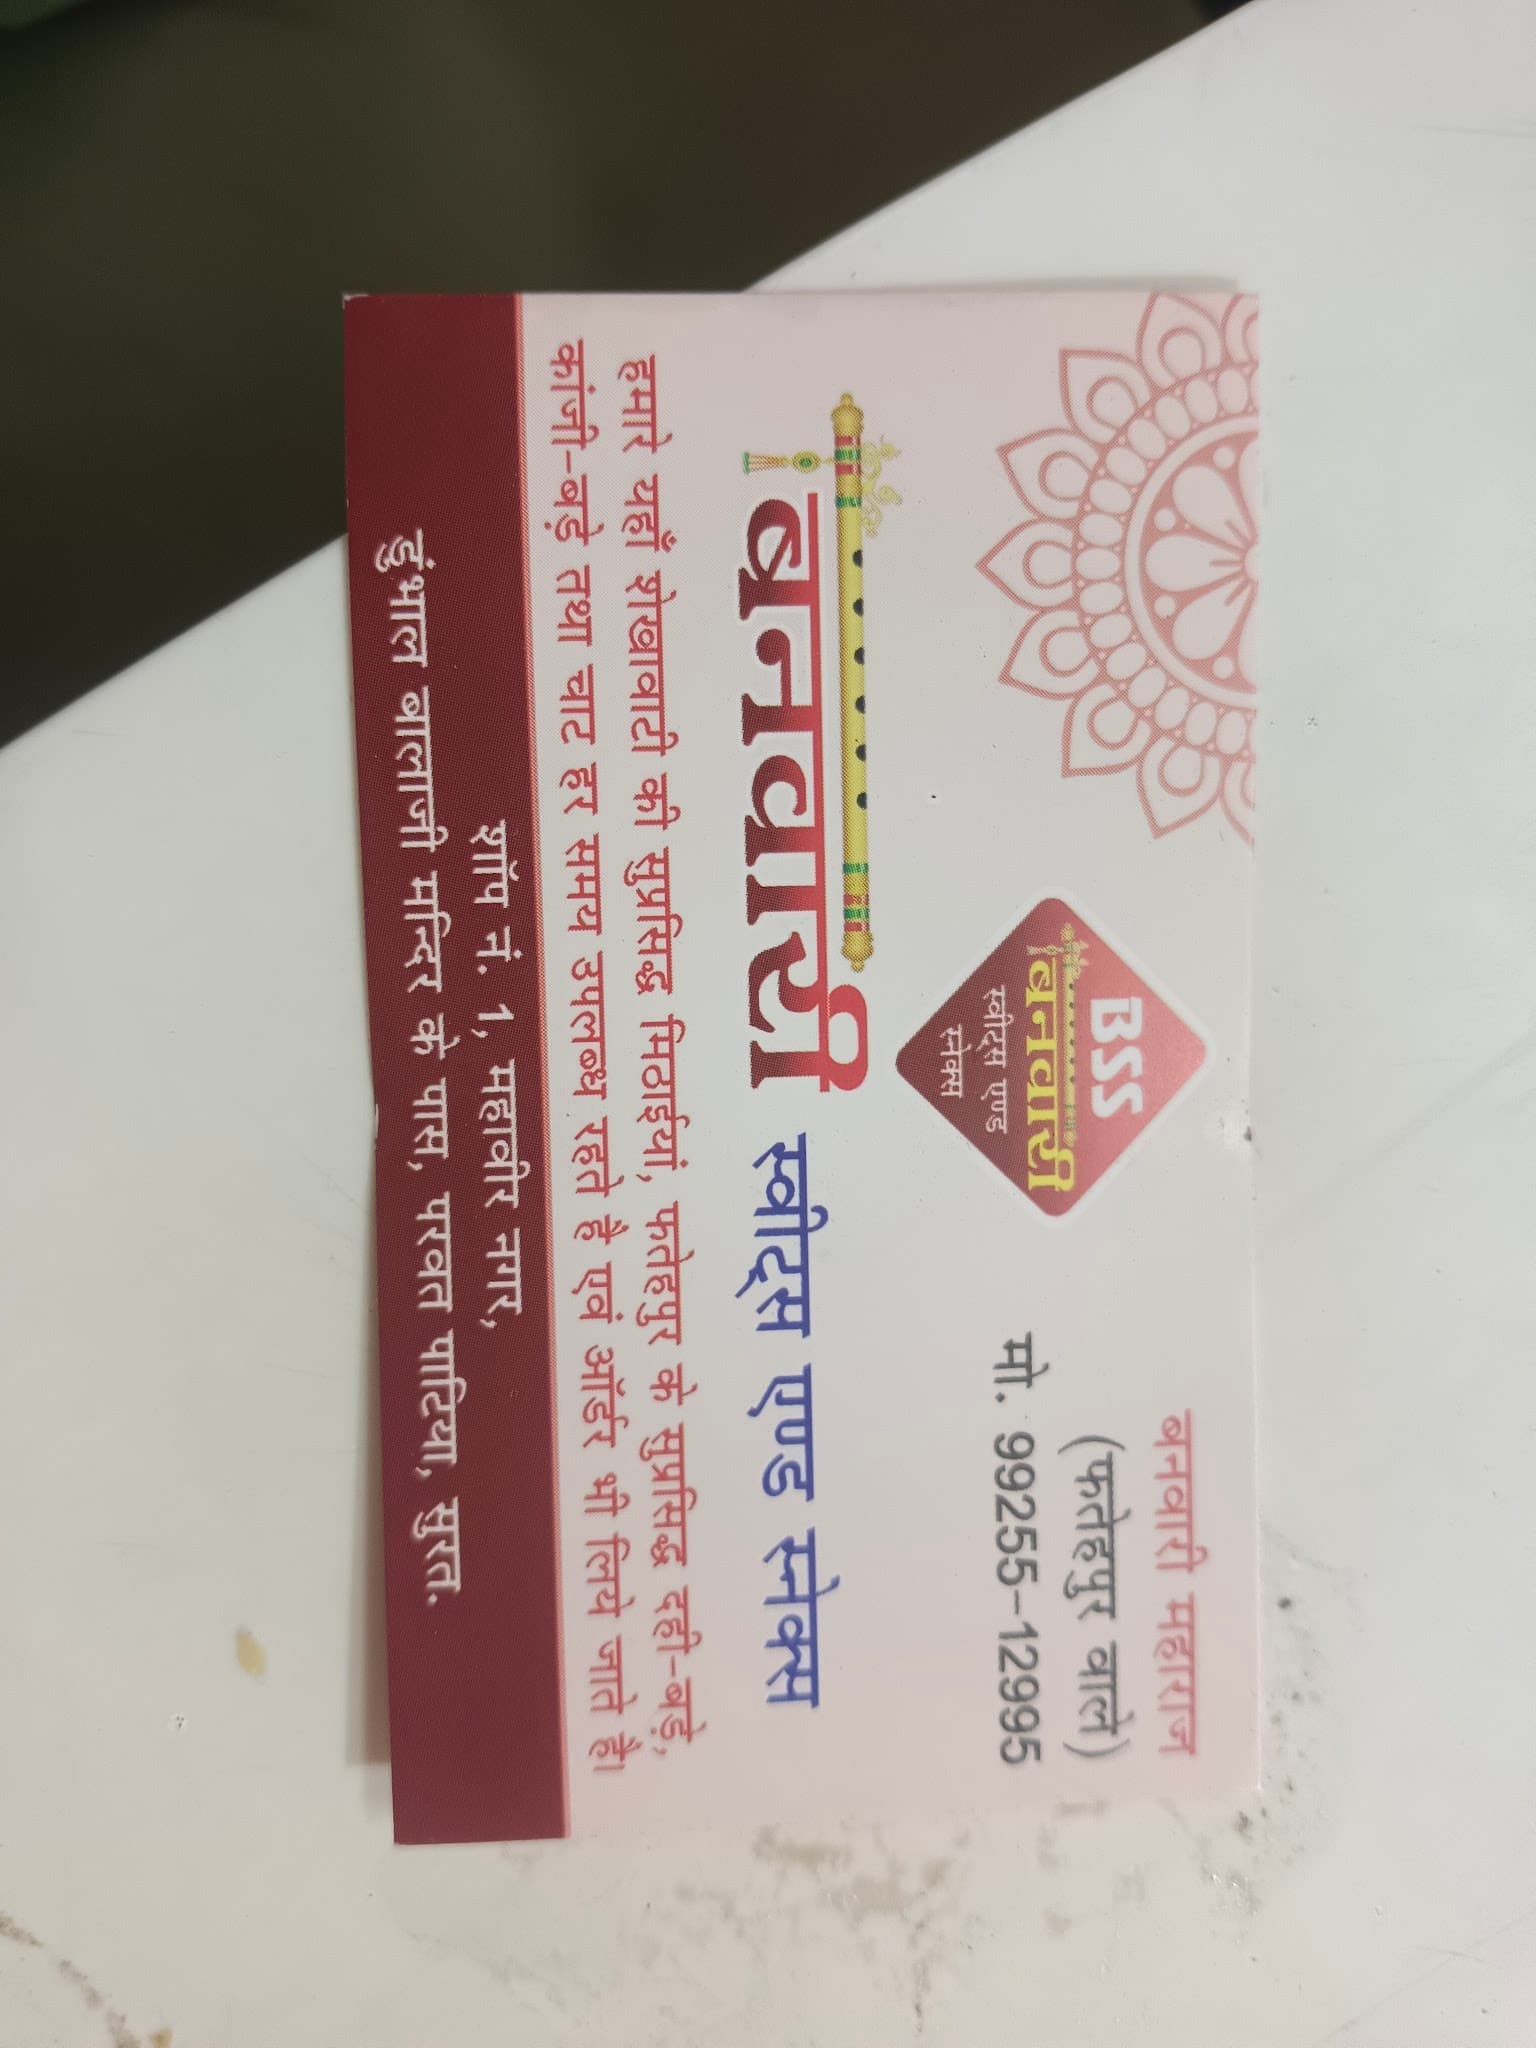 BSS
बनवारी
स्वीट्स एण्ड
स्नेक्स
बनवारी महाराज
(फतेहपुर वाले)
मो. 99255-12995
बनवारी स्वीट्स एण्ड स्नेक्स
हमारे यहाँ शेखावाटी की सुप्रसिद्ध मिठाईयां, फतेहपुर के सुप्रसिद्ध दही-बड़े,
कांजी-बड़े तथा चाट हर समय उपलब्ध रहते हैं एवं ऑर्डर भी लिये जाते हैं।
शॉप नं. 1, महावीर नगर,
डुंभाल बालाजी मन्दिर के पास, परवत पाटिया, सुरत.